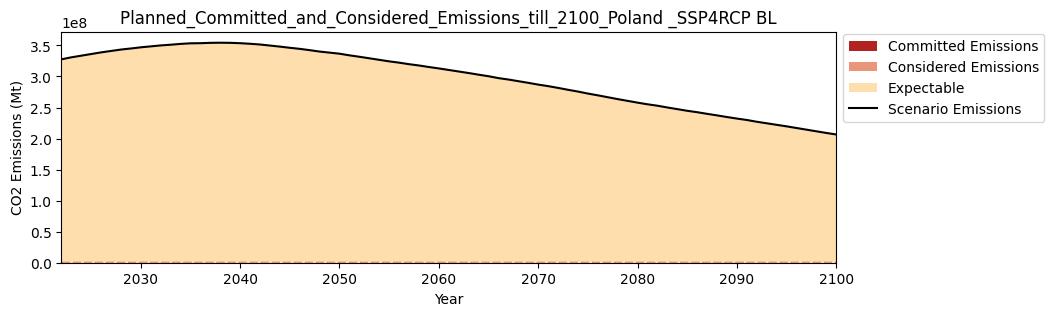 Planned_Committed_and_Considered_Emissions_till_2100_Poland _SSP4RCP BL
1e8
3.5
3.0
2.5
2.0
1.5
1.0
0.5
0.0
CO2 Emissions (Mt)
2030 2040 2050 2060 2070 2080 2090 2100
Year
Committed Emissions
Considered Emissions
Expectable
Scenario Emissions